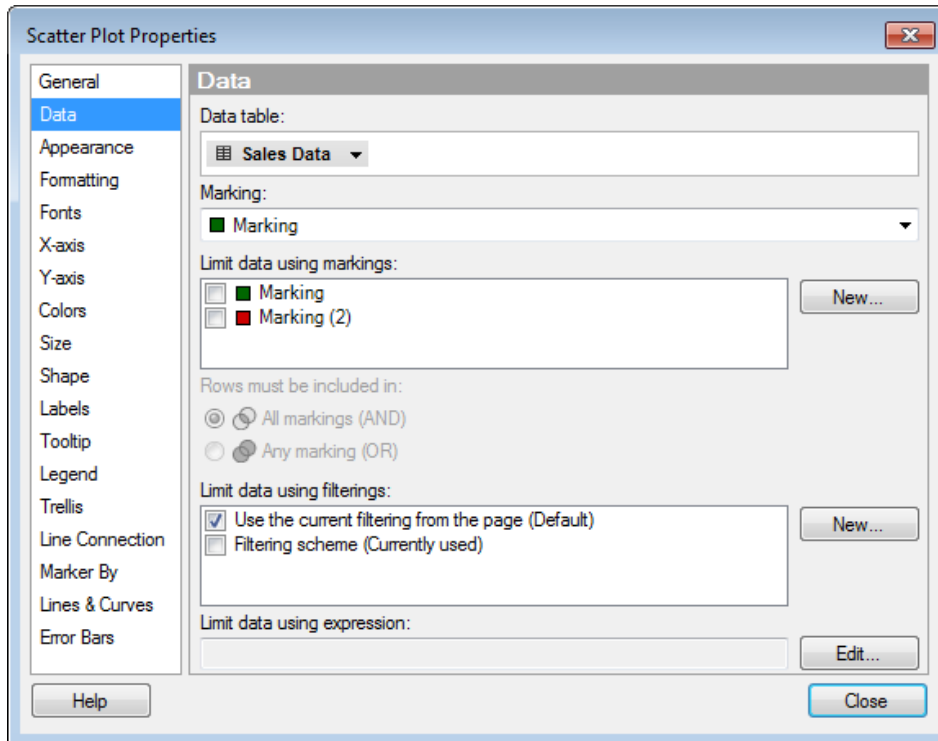 Scatter Plot Properties
General
Data
Appearance
Formatting
Fonts
X-axis
Y-axis
Colors
Size
Shape
Labels
Tooltip
Legend
Trellis
Line Connection
Marker By
Lines & Curves
Error Bars
Data
Data table:
Sales Data
Marking:
Marking
Limit data using markings:
Marking
Marking (2)
New...
Rows must be included in:
All markings (AND)
Any marking (OR)
Limit data using filterings:
Use the current filtering from the page (Default)
Filtering scheme (Currently used)
New...
Limit data using expression:
Edit...
Help
Close